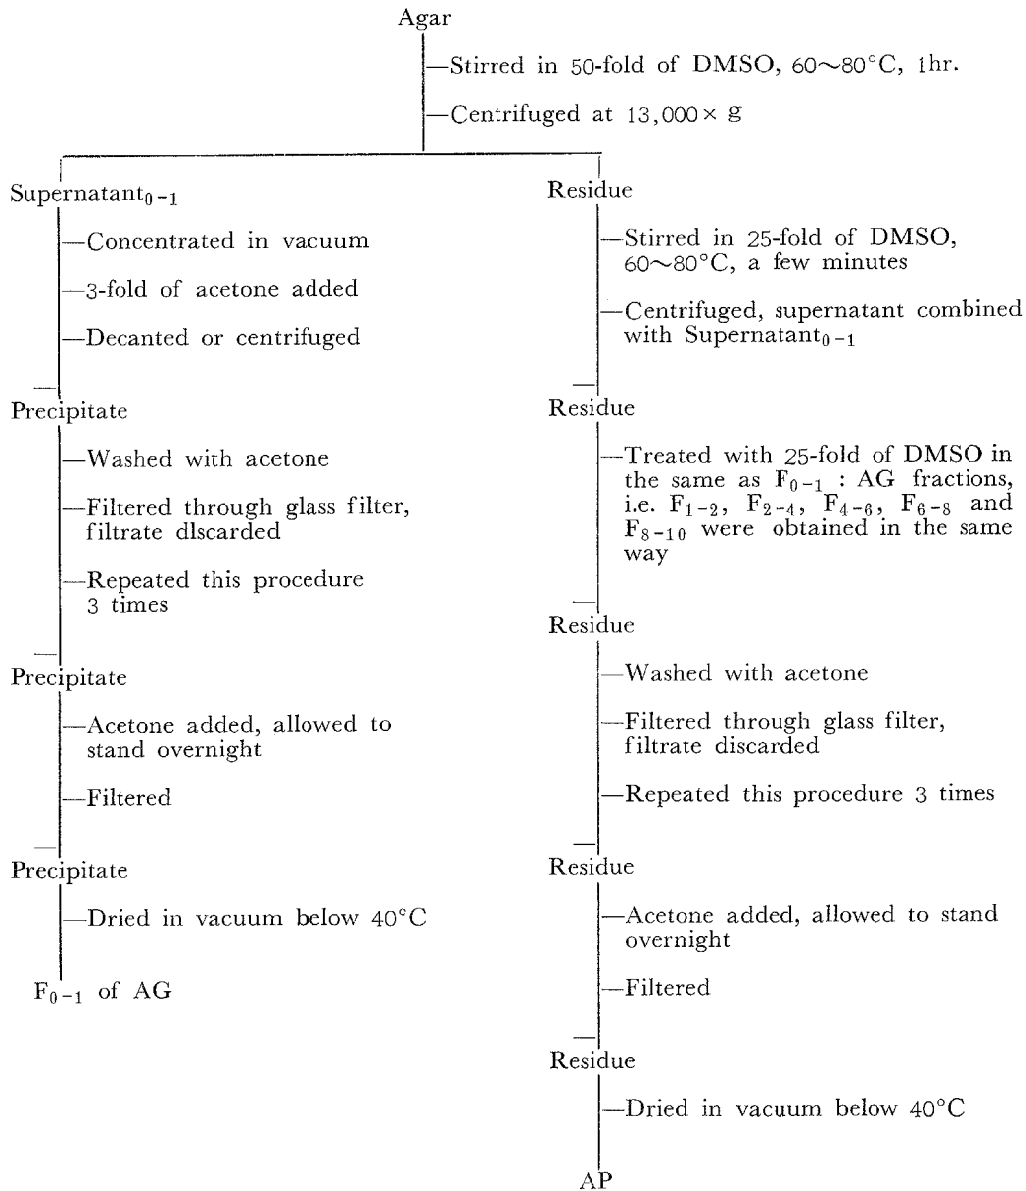 Agar
Stirred in 50-fold of DMSO, 60～80°C, 1hr.
Centrifuged at 13,000× g
Supernatant₀₋₁
Concentrated in vacuum
3-fold of acetone added
Decanted or centrifuged
Precipitate
Washed with acetone
Filtered through glass filter,
filtrate dlscarded
Repeated this procedure
3 times
Precipitate
Acetone added, allowed to
stand overnight
Filtered
Precipitate
Dried in vacuum below 40°C
F₀₋₁ of AG
Residue
Stirred in 25-fold of DMSO,
60～80°C, a few minutes
Centrifuged, supernatant combined
with Supernatant₀₋₁
Residue
Treated with 25-fold of DMSO in
the same as F₀₋₁ : AG fractions,
i.e. F₁₋₂, F₂₋₄, F₄₋₆, F₆₋₈ and
F₈₋₁₀ were obtained in the same
way
Residue
Washed with acetone
Filtered through glass filter,
filtrate discarded
Repeated this procedure 3 times
Residue
Acetone added, allowed to stand
overnight
Filtered
Residue
Dried in vacuum below 40°C
AP